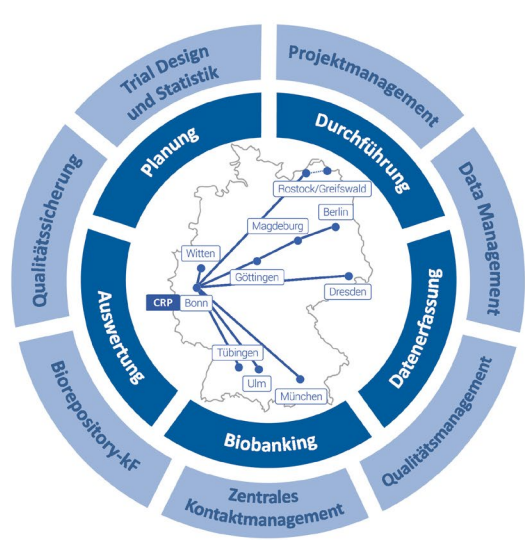 Trial Design
und Statistik
Projektmanagement
Data Management
Qualitätsmanagement
Zentrales
Kontaktmanagement
Biorepository-kF
Qualitätssicherung
Planung
Durchführung
Datenerfassung
Biobanking
Auswertung
Rostock/Greifswald
Berlin
Magdeburg
Witten
Göttingen
Dresden
CRP Bonn
Tübingen
Ulm
München